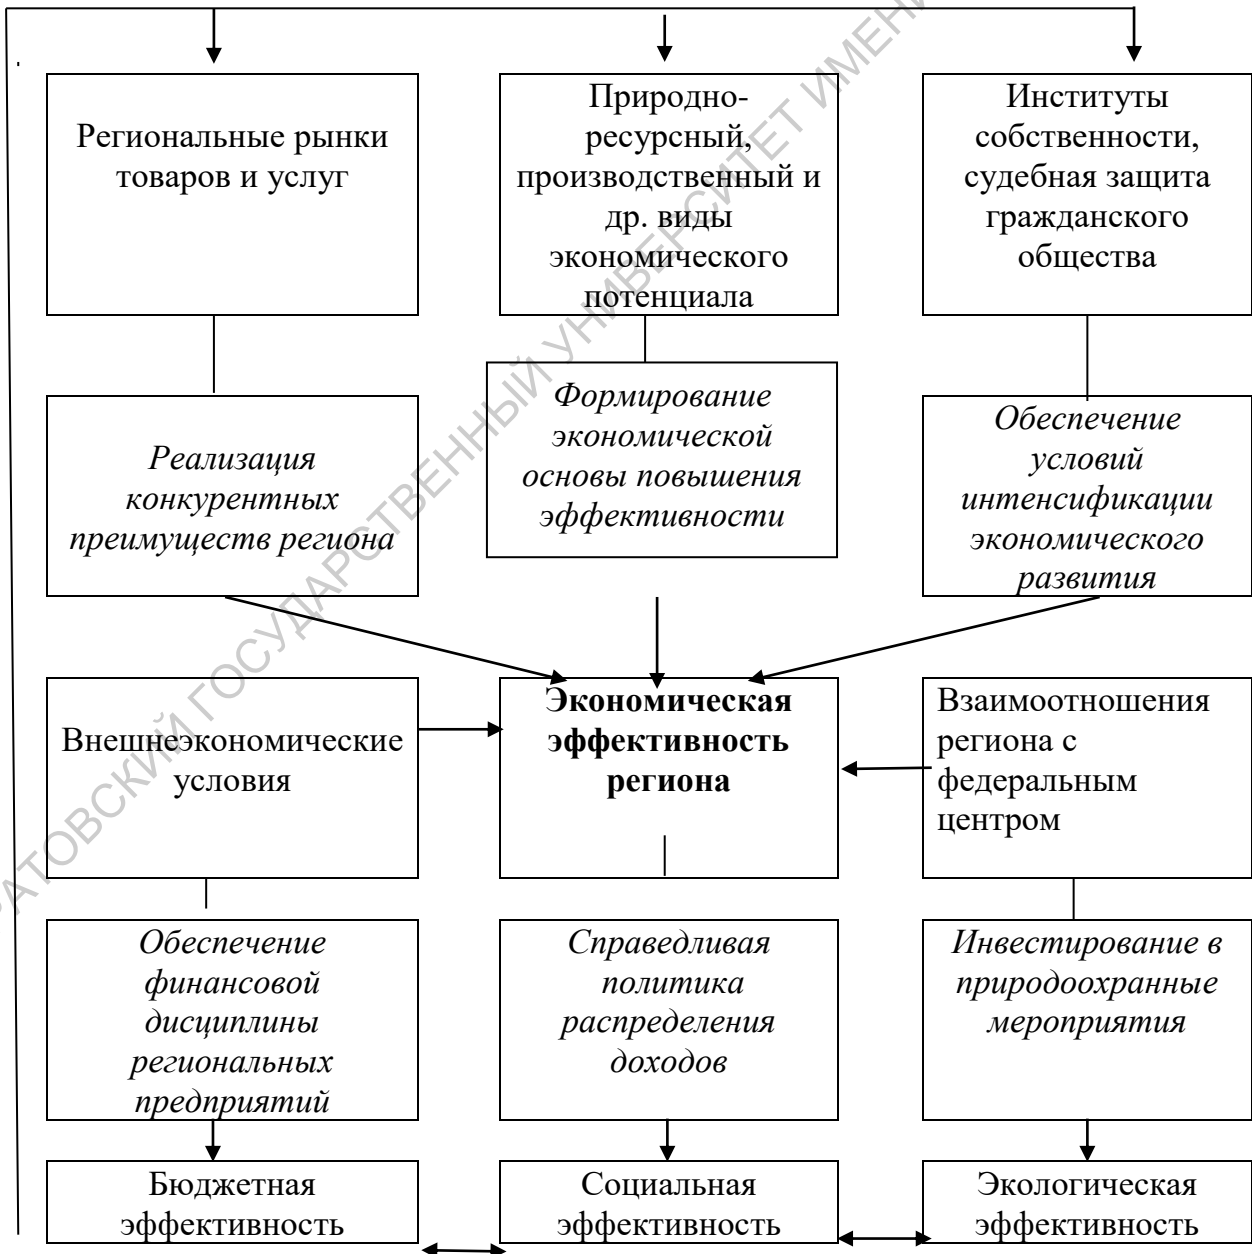 Региональные рынки
товаров и услуг
Природно-
ресурсный,
производственный и
др. виды
экономического
потенциала
Институты
собственности,
судебная защита
гражданского
общества
Реализация
конкурентных
преимуществ региона
Формирование
экономической
основы повышения
эффективности
Обеспечение
условий
интенсификации
экономического
развития
Внешнеэкономические
условия
Экономическая
эффективность
региона
Взаимоотношения
региона с
федеральным
центром
Обеспечение
финансовой
дисциплины
региональных
предприятий
Справедливая
политика
распределения
доходов
Инвестирование в
природоохранные
мероприятия
Бюджетная
эффективность
Социальная
эффективность
Экологическая
эффективность
ГОСУДАРСТВЕННЫЙ УНИВЕРСИТЕТ ИМЕНИ